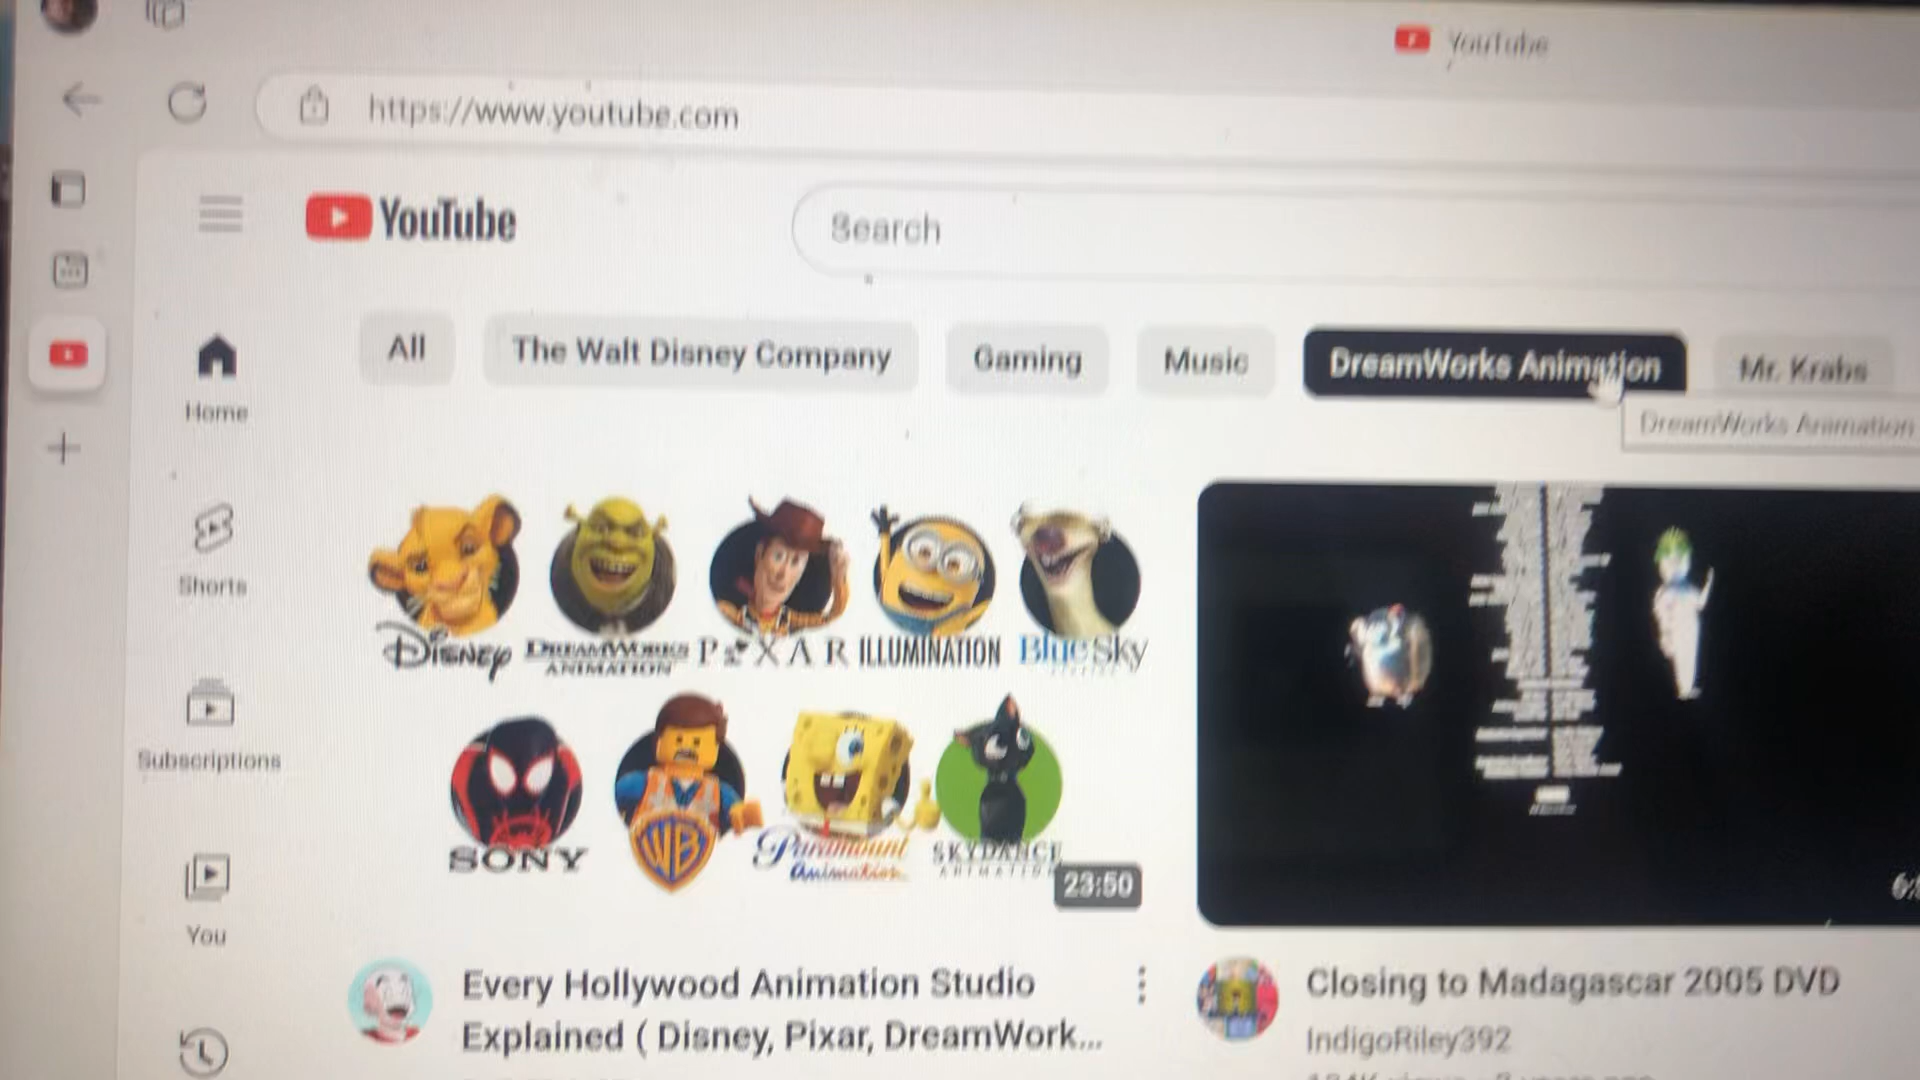 YouTube
https://www.youtube.com
YouTube
Search
All
The Walt Disney Company
Gaming
Music
DreamWorks Animation
Mr. Krabs
DreamWorks Animation
Home
Shorts
Subscriptions
You
Disney
DREAMWORKS
ANIMATION
PIXAR
ILLUMINATION
BlueSky
SONY
WB
Paramount
Animation
SKYDANCE
ANIMATION
23:50
Every Hollywood Animation Studio
Explained ( Disney, Pixar, DreamWork...
Closing to Madagascar 2005 DVD
IndigoRiley392